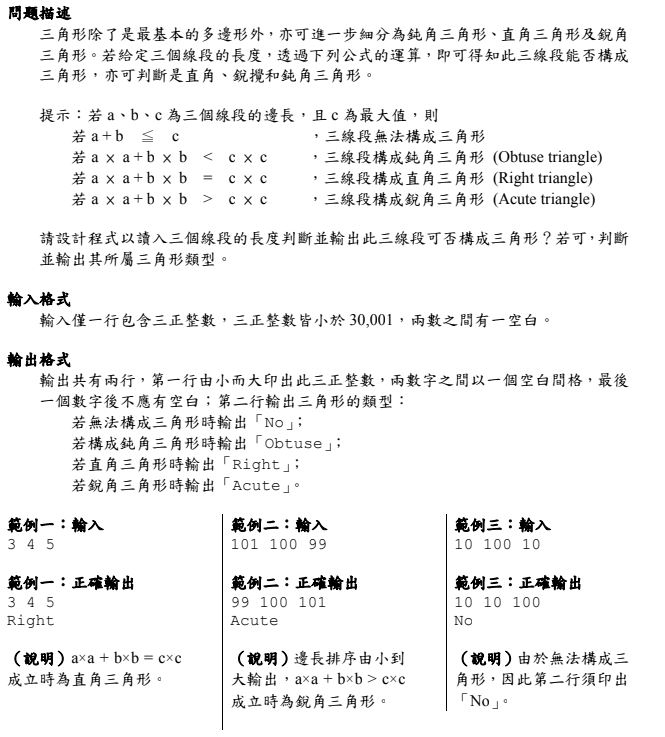 問題描述
三角形除了是最基本的多邊形外，亦可進一步細分為鈍角三角形、直角三角形及銳角
三角形。若給定三個線段的長度，透過下列公式的運算，即可得知此三線段能否構成
三角形，亦可判斷是直角、銳攪和鈍角三角形。
提示：若 a、b、c 為三個線段的邊長，且 c 為最大值，則
若 a + b ≦ c ，三線段無法構成三角形
若 a × a + b × b < c × c ，三線段構成鈍角三角形 (Obtuse triangle)
若 a × a + b × b = c × c ，三線段構成直角三角形 (Right triangle)
若 a × a + b × b > c × c ，三線段構成銳角三角形 (Acute triangle)
請設計程式以讀入三個線段的長度判斷並輸出此三線段可否構成三角形？若可，判斷
並輸出其所屬三角形類型。
輸入格式
輸入僅一行包含三正整數，三正整數皆小於 30,001，兩數之間有一空白。
輸出格式
輸出共有兩行，第一行由小而大印出此三正整數，兩數字之間以一個空白間格，最後
一個數字後不應有空白；第二行輸出三角形的類型：
若無法構成三角形時輸出「No」；
若構成鈍角三角形時輸出「Obtuse」；
若直角三角形時輸出「Right」；
若銳角三角形時輸出「Acute」。
範例一：輸入
3 4 5
範例一：正確輸出
3 4 5
Right
（說明）a×a + b×b = c×c
成立時為直角三角形。
範例二：輸入
101 100 99
範例二：正確輸出
99 100 101
Acute
（說明）邊長排序由小到
大輸出，a×a + b×b > c×c
成立時為銳角三角形。
範例三：輸入
10 100 10
範例三：正確輸出
10 10 100
No
（說明）由於無法構成三
角形，因此第二行須印出
「No」。